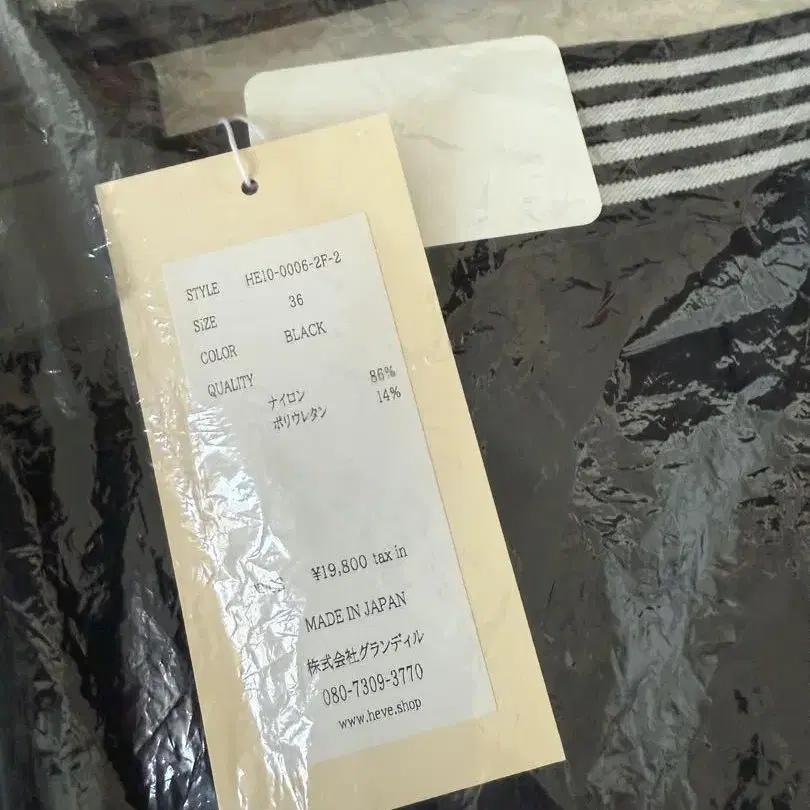 STYLE HE10-0006-2F-2
SiZE 36
COLOR BLACK
QUALITY
ナイロン 86%
ポリウレタン 14%
¥19,800 tax in
MADE IN JAPAN
株式会社グランディル
080-7309-3770
www.heve.shop